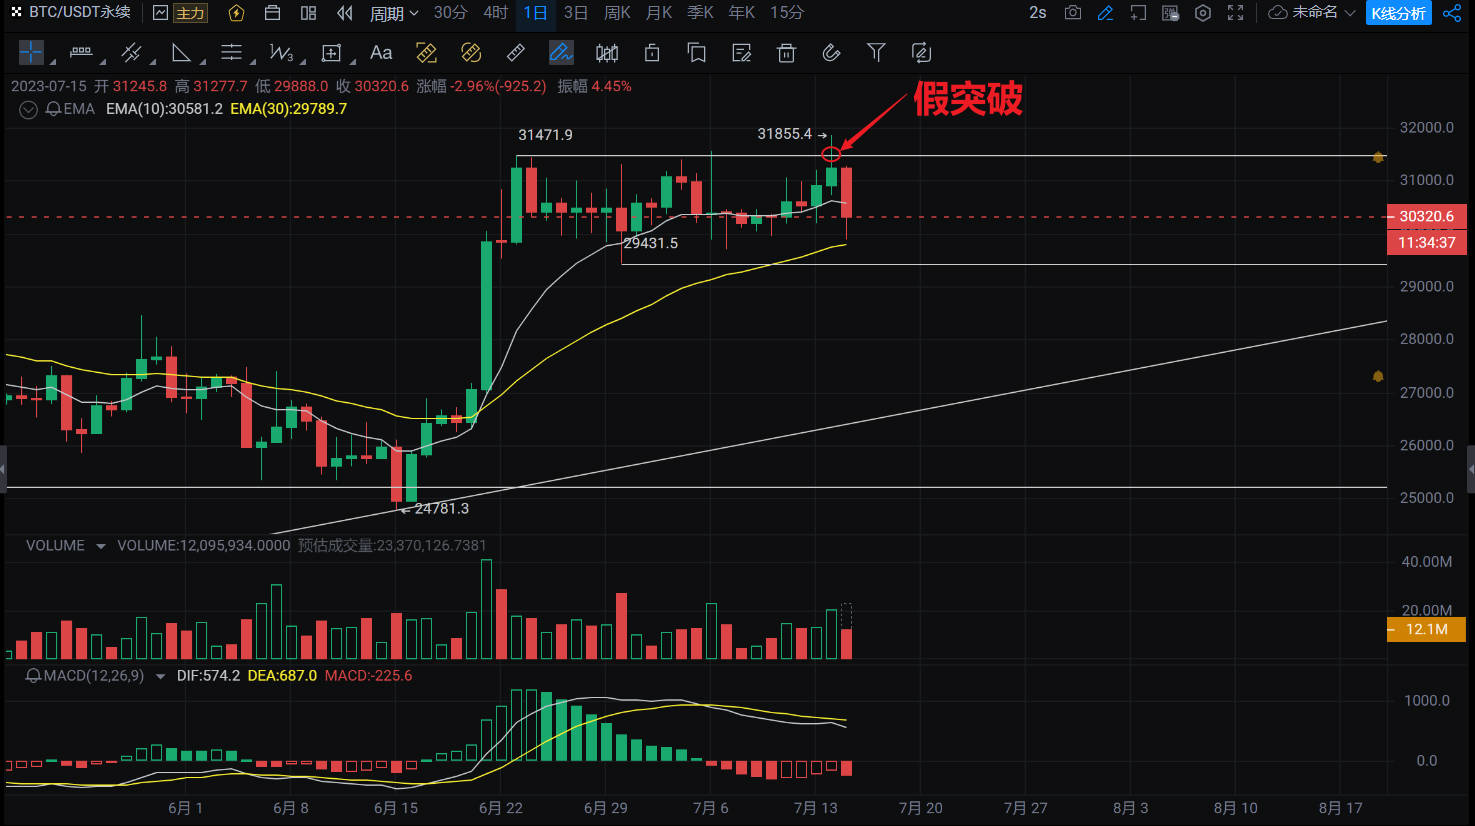 BTC/USDT永续 主力 周期 30分 4时 1日 3日 周K 月K 季K 年K 15分 2s 未命名 K线分析
W3 Aa
2023-07-15 开 31245.8 高 31277.7 低 29888.0 收 30320.6 涨幅 -2.96%(-925.2) 振幅 4.45%
假突破
EMA EMA(10):30581.2 EMA(30):29789.7
32000.0
31471.9
31855.4
31000.0
30320.6
11:34:37
29431.5
29000.0
28000.0
27000.0
26000.0
25000.0
24781.3
VOLUME VOLUME:12,095,934.0000 预估成交量:23,370,126.7381
40.00M
20.00M
12.1M
MACD(12,26,9) DIF:574.2 DEA:687.0 MACD:-225.6
1000.0
0.0
6月 1 6月 8 6月 15 6月 22 6月 29 7月 6 7月 13 7月 20 7月 27 8月 3 8月 10 8月 17